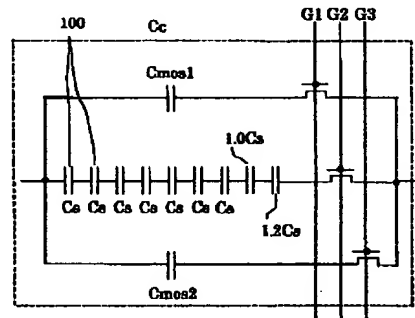 100 Cc G1 G2 G3
Cmos1
1.0Cs
Cs Cs Cs Cs Cs Cs Cs
1.2Cs
Cmos2